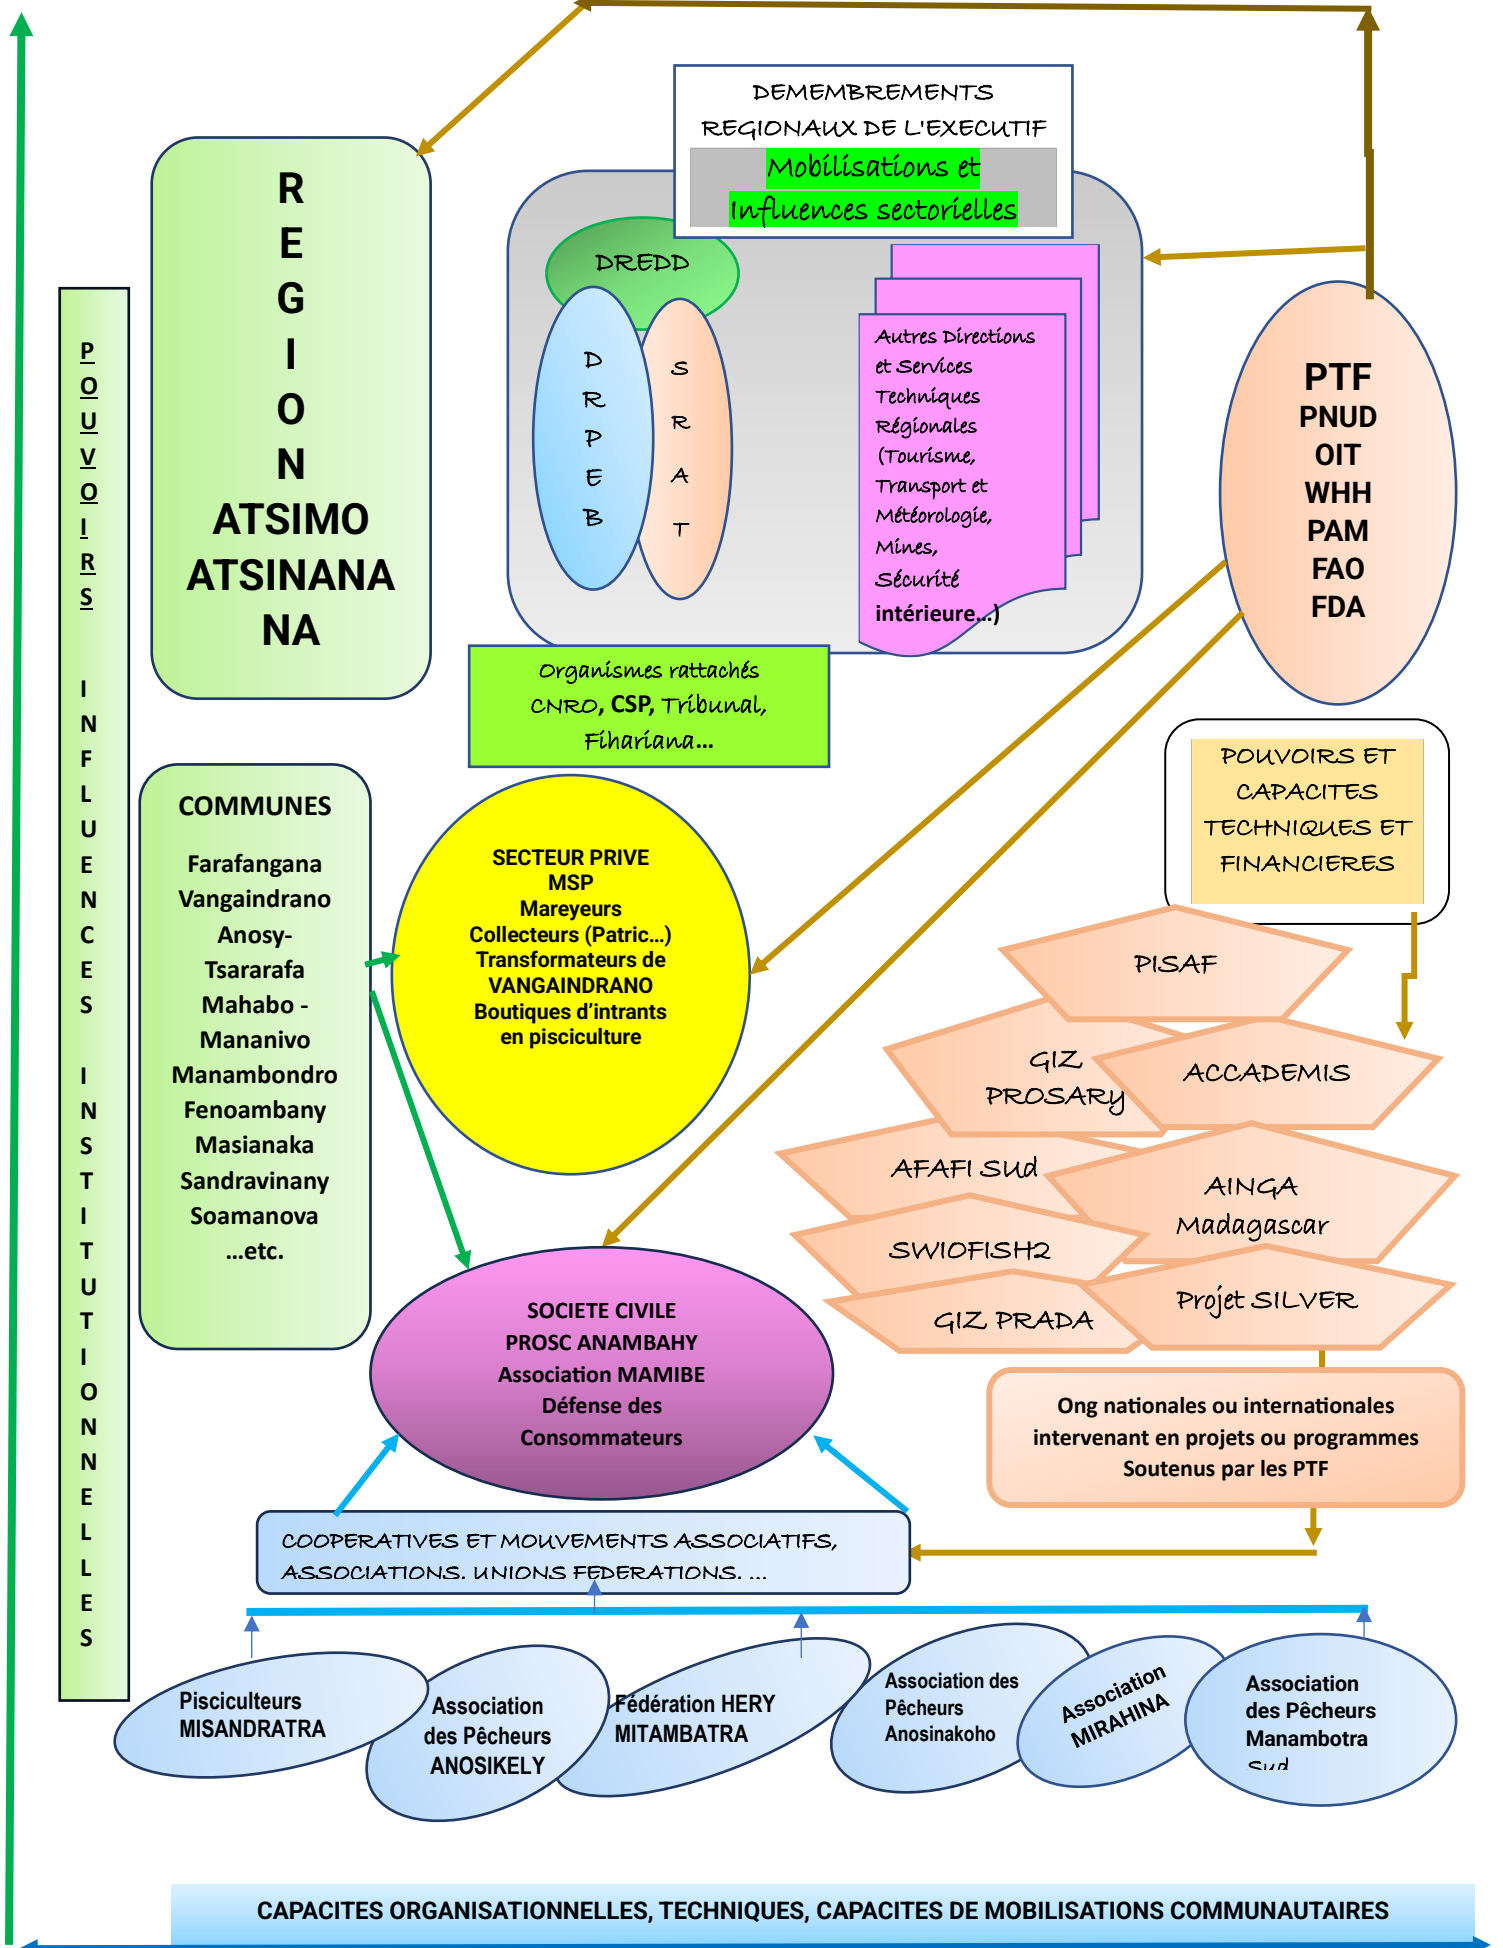 DEMEMBREMENTS
REGIONAUX DE L'EXECUTIF
Mobilisations et
Influences sectorielles
R
E
G
I
O
N
ATSIMO
ATSINANA
NA
P
O
U
V
O
I
R
S
I
N
F
L
U
E
N
C
E
S
I
N
S
T
I
T
U
T
I
O
N
N
E
L
L
E
S
DREDD
D
R
P
E
B
S
R
A
T
Autres Directions
et Services
Techniques
Régionales
(Tourisme,
Transport et
Météorologie,
Mines,
Sécurité
intérieure...)
PTF
PNUD
OIT
WHH
PAM
FAO
FDA
Organismes rattachés
CNRO, CSP, Tribunal,
Fihariana...
POUVOIRS ET
CAPACITES
TECHNIQUES ET
FINANCIERES
COMMUNES
Farafangana
Vangaindrano
Anosy-
Tsararafa
Mahabo -
Mananivo
Manambondro
Fenoambany
Masianaka
Sandravinany
Soamanova
...etc.
SECTEUR PRIVE
MSP
Mareyeurs
Collecteurs (Patric...)
Transformateurs de
VANGAINDRANO
Boutiques d'intrants
en pisciculture
PISAF
GIZ
PROSARy
ACCADEMIS
AFAFI SUd
AINGA
Madagascar
SWIOFISH2
GIZ PRADA
Projet SILVER
SOCIETE CIVILE
PROSC ANAMBAHY
Association MAMIBE
Défense des
Consommateurs
Ong nationales ou internationales
intervenant en projets ou programmes
Soutenus par les PTF
COOPERATIVES ET MOUVEMENTS ASSOCIATIFS,
ASSOCIATIONS. UNIONS FEDERATIONS. ...
Pisciculteurs
MISANDRATRA
Association
des Pêcheurs
ANOSIKELY
Fédération HERY
MITAMBATRA
Association des
Pêcheurs
Anosinakoho
Association
MIRAHINA
Association
des Pêcheurs
Manambotra
Sud
CAPACITES ORGANISATIONNELLES, TECHNIQUES, CAPACITES DE MOBILISATIONS COMMUNAUTAIRES